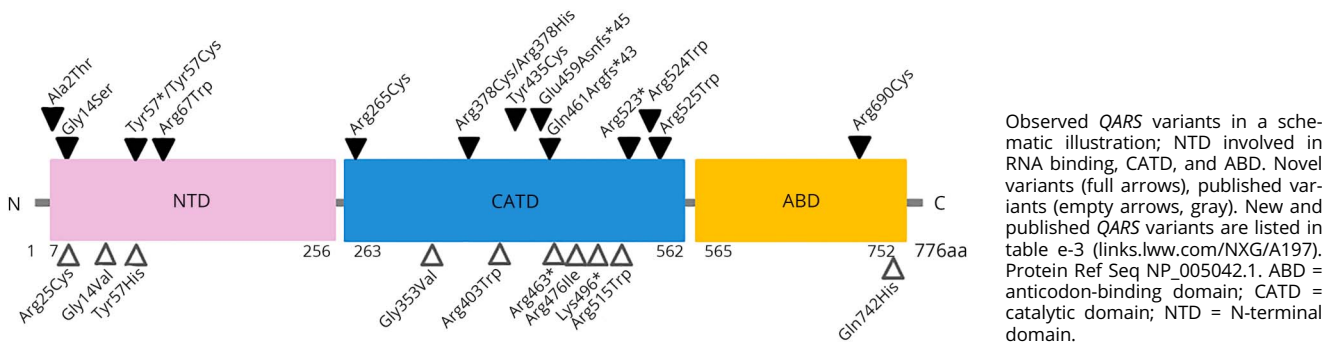 Ala2Thr
Gly14Ser
Tyr57*/Tyr57Cys
Arg67Trp
Arg265Cys
Arg378Cys/Arg378His
Tyr435Cys
Glu459Asnfs*45
Gln461Argfs*43
Arg523*
Arg524Trp
Arg525Trp
Arg690Cys
N
NTD
CATD
ABD
C
1
7
256
263
562
565
752
776aa
Arg25Cys
Gly14Val
Tyr57His
Gly353Val
Arg403Trp
Arg463*
Arg476Ile
Lys496*
Arg515Trp
Gln742His
Observed QARS variants in a sche-
matic illustration; NTD involved in
RNA binding, CATD, and ABD. Novel
variants (full arrows), published var-
iants (empty arrows, gray). New and
published QARS variants are listed in
table e-3 (links.lww.com/NXG/A197).
Protein Ref Seq NP_005042.1. ABD =
anticodon-binding domain; CATD =
catalytic domain; NTD = N-terminal
domain.